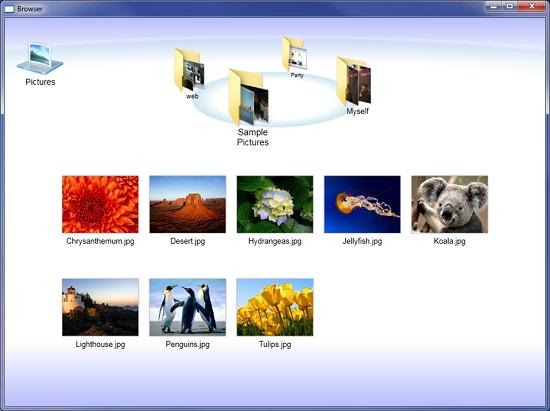 Browser
Pictures
web
Party
Sample
Pictures
Myself
Chrysanthemum.jpg
Desert.jpg
Hydrangeas.jpg
Jellyfish.jpg
Koala.jpg
Lighthouse.jpg
Penguins.jpg
Tulips.jpg